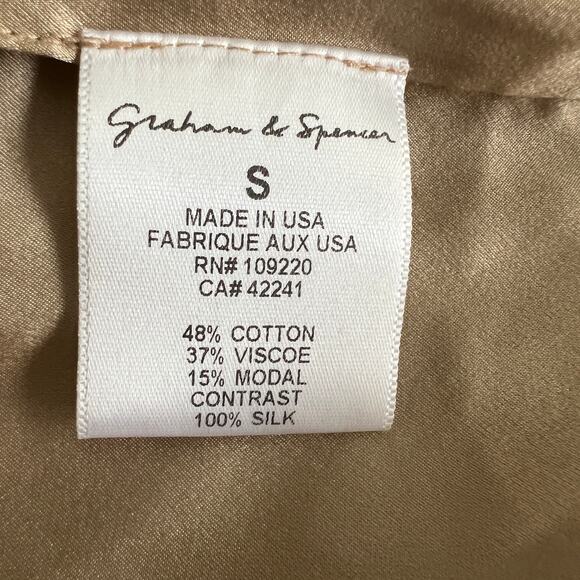 Graham & Spencer
S
MADE IN USA
FABRIQUE AUX USA
RN# 109220
CA# 42241
48% COTTON
37% VISCOE
15% MODAL
CONTRAST
100% SILK